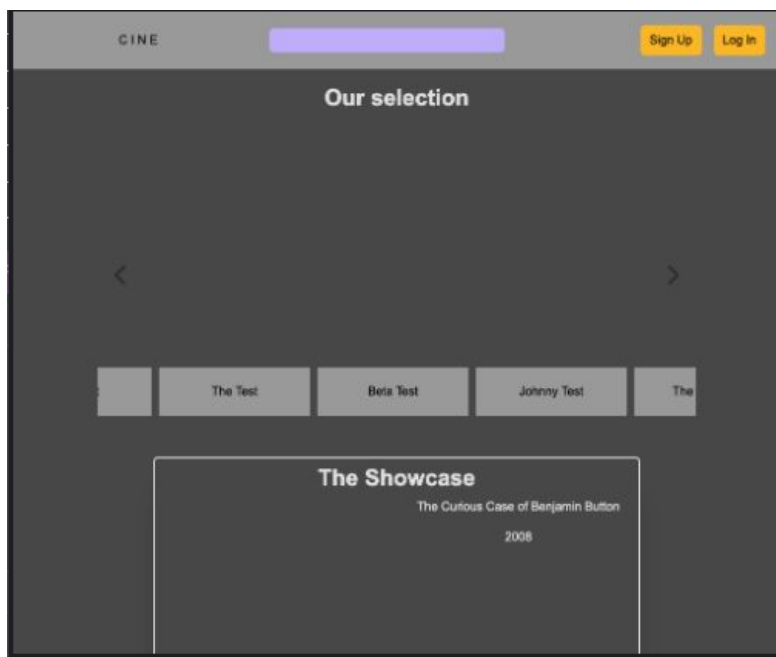 CINE Sign Up Log In
Our selection
The Test Beta Test Johnny Test The
The Showcase
The Curious Case of Benjamin Button
2008